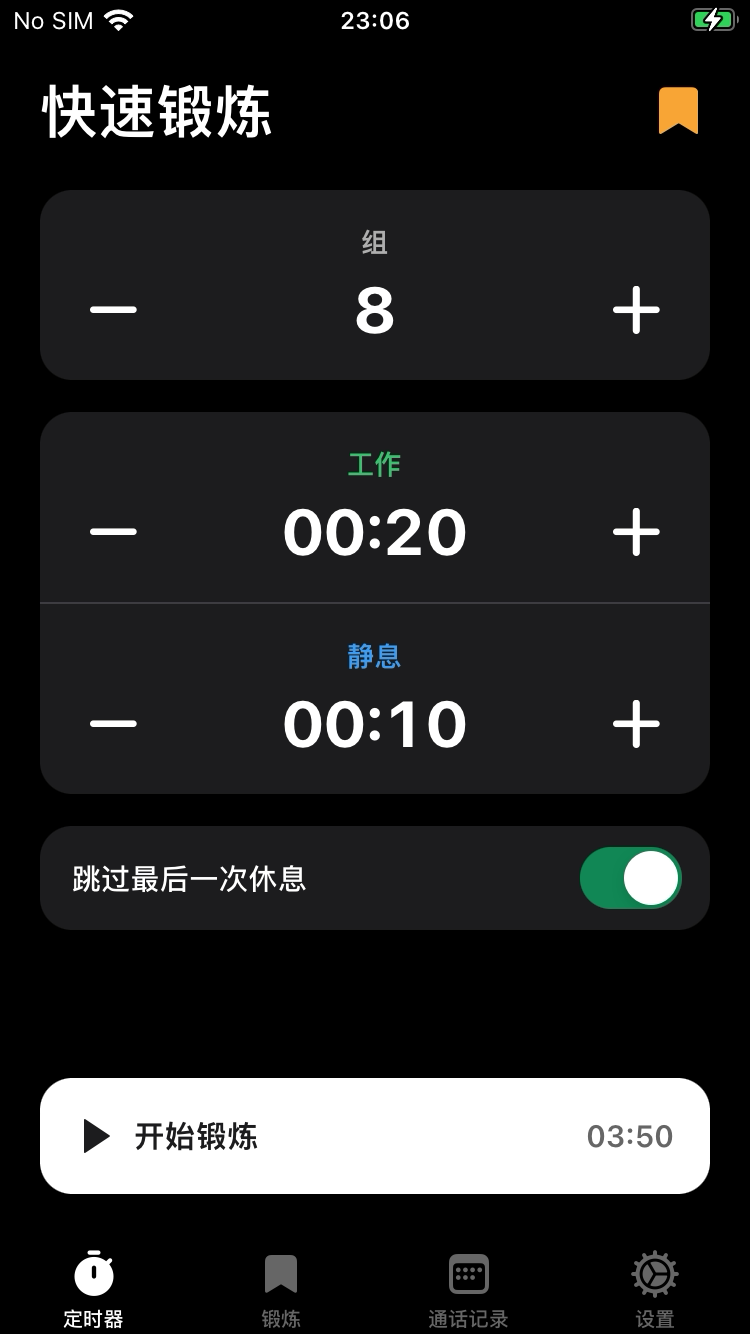 No SIM 23:06
快速锻炼
组
8
工作
00:20
静息
00:10
跳过最后一次休息
开始锻炼 03:50
定时器 锻炼 通话记录 设置